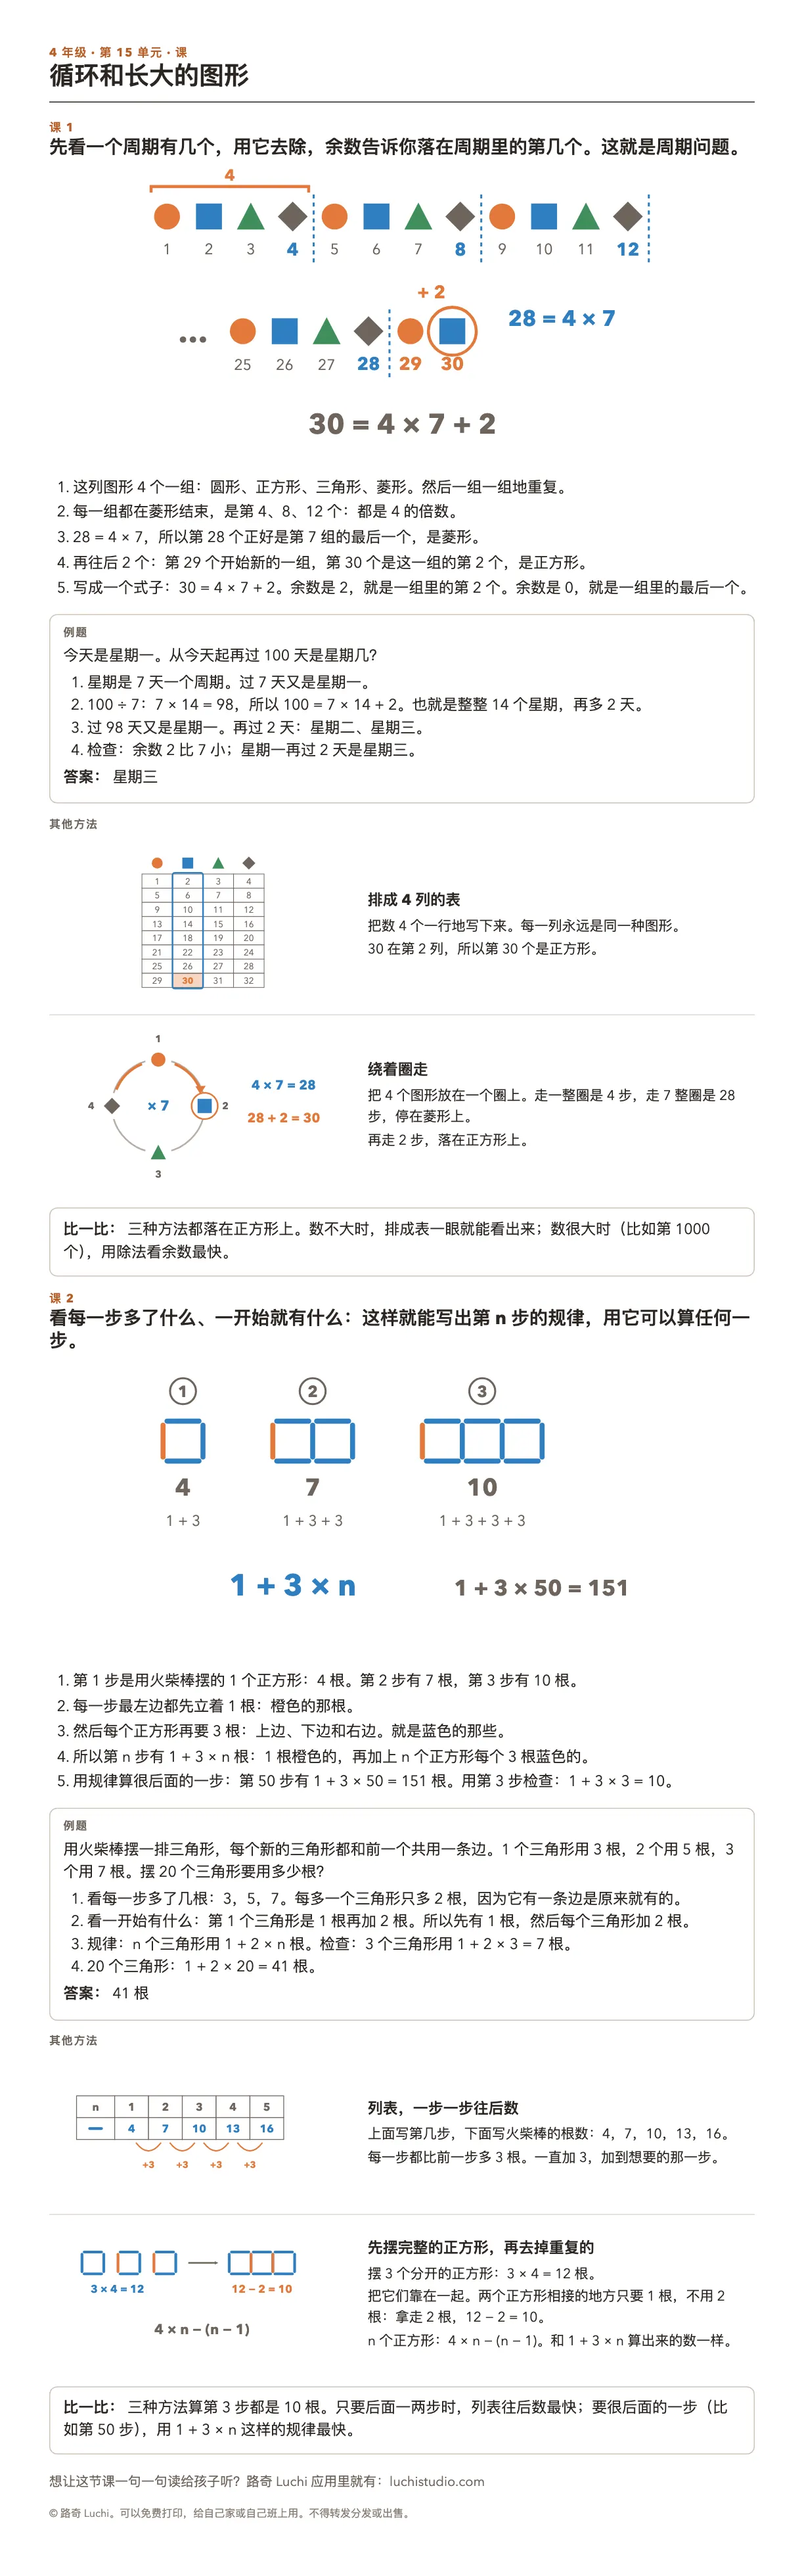 4 年级 · 第 15 单元 · 课
循环和长大的图形
课 1
先看一个周期有几个，用它去除，余数告诉你落在周期里的第几个。这就是周期问题。
4
1 2 3 4 5 6 7 8 9 10 11 12
+ 2
28 = 4 × 7
25 26 27 28 29 30
30 = 4 × 7 + 2
1. 这列图形 4 个一组：圆形、正方形、三角形、菱形。然后一组一组地重复。
2. 每一组都在菱形结束，是第 4、8、12 个：都是 4 的倍数。
3. 28 = 4 × 7，所以第 28 个正好是第 7 组的最后一个，是菱形。
4. 再往后 2 个：第 29 个开始新的一组，第 30 个是这一组的第 2 个，是正方形。
5. 写成一个式子：30 = 4 × 7 + 2。余数是 2，就是一组里的第 2 个。余数是 0，就是一组里的最后一个。
例题
今天是星期一。从今天起再过 100 天是星期几？
1. 星期是 7 天一个周期。过 7 天又是星期一。
2. 100 ÷ 7：7 × 14 = 98，所以 100 = 7 × 14 + 2。也就是整整 14 个星期，再多 2 天。
3. 过 98 天又是星期一。再过 2 天：星期二、星期三。
4. 检查：余数 2 比 7 小；星期一再过 2 天是星期三。
答案： 星期三
其他方法
1 2 3 4
5 6 7 8
9 10 11 12
13 14 15 16
17 18 19 20
21 22 23 24
25 26 27 28
29 30 31 32
排成 4 列的表
把数 4 个一行地写下来。每一列永远是同一种图形。
30 在第 2 列，所以第 30 个是正方形。
1
4 × 7 2
3
4 × 7 = 28
28 + 2 = 30
绕着圈走
把 4 个图形放在一个圈上。走一整圈是 4 步，走 7 整圈是 28
步，停在菱形上。
再走 2 步，落在正方形上。
比一比： 三种方法都落在正方形上。数不大时，排成表一眼就能看出来；数很大时（比如第 1000
个），用除法看余数最快。
课 2
看每一步多了什么、一开始就有什么：这样就能写出第 n 步的规律，用它可以算任何一
步。
1 2 3
4 7 10
1 + 3 1 + 3 + 3 1 + 3 + 3 + 3
1 + 3 × n 1 + 3 × 50 = 151
1. 第 1 步是用火柴棒摆的 1 个正方形：4 根。第 2 步有 7 根，第 3 步有 10 根。
2. 每一步最左边都先立着 1 根：橙色的那根。
3. 然后每个正方形再要 3 根：上边、下边和右边。就是蓝色的那些。
4. 所以第 n 步有 1 + 3 × n 根：1 根橙色的，再加上 n 个正方形每个 3 根蓝色的。
5. 用规律算很后面的一步：第 50 步有 1 + 3 × 50 = 151 根。用第 3 步检查：1 + 3 × 3 = 10。
例题
用火柴棒摆一排三角形，每个新的三角形都和前一个共用一条边。1 个三角形用 3 根，2 个用 5 根，3
个用 7 根。摆 20 个三角形要用多少根？
1. 看每一步多了几根：3，5，7。每多一个三角形只多 2 根，因为它有一条边是原来就有的。
2. 看一开始有什么：第 1 个三角形是 1 根再加 2 根。所以先有 1 根，然后每个三角形加 2 根。
3. 规律：n 个三角形用 1 + 2 × n 根。检查：3 个三角形用 1 + 2 × 3 = 7 根。
4. 20 个三角形：1 + 2 × 20 = 41 根。
答案： 41 根
其他方法
n 1 2 3 4 5
4 7 10 13 16
+3 +3 +3 +3
列表，一步一步往后数
上面写第几步，下面写火柴棒的根数：4，7，10，13，16。
每一步都比前一步多 3 根。一直加 3，加到想要的那一步。
3 × 4 = 12 12 − 2 = 10
4 × n − (n − 1)
先摆完整的正方形，再去掉重复的
摆 3 个分开的正方形：3 × 4 = 12 根。
把它们靠在一起。两个正方形相接的地方只要 1 根，不用 2
根：拿走 2 根，12 − 2 = 10。
n 个正方形：4 × n − (n − 1)。和 1 + 3 × n 算出来的数一样。
比一比： 三种方法算第 3 步都是 10 根。只要后面一两步时，列表往后数最快；要很后面的一步（比
如第 50 步），用 1 + 3 × n 这样的规律最快。
想让这节课一句一句读给孩子听？路奇 Luchi 应用里就有：luchistudio.com
© 路奇 Luchi。可以免费打印，给自己家或自己班上用。不得转发分发或出售。